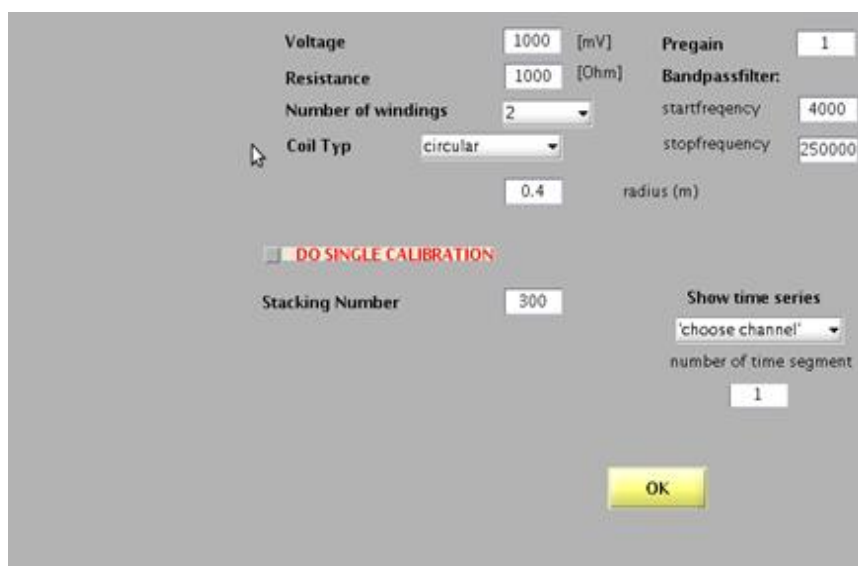 Voltage 1000 [mV] Pregain 1
Resistance 1000 [Ohm] Bandpassfilter:
Number of windings 2 startfreqency 4000
Coil Typ circular stopfrequency 250000
0.4 radius (m)
DO SINGLE CALIBRATION
Stacking Number 300 Show time series
'choose channel'
number of time segment
1
OK